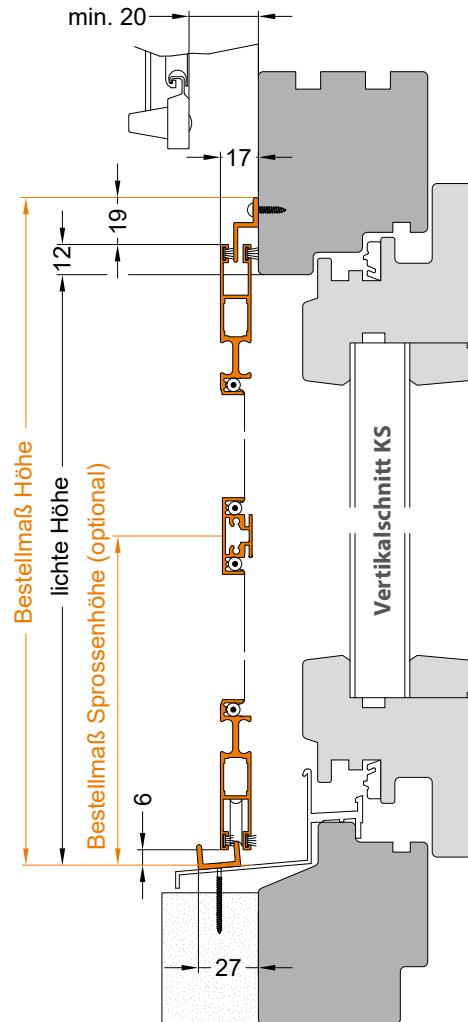 min. 20
17
19
12
Bestellmaß Höhe
lichte Höhe
Bestellmaß Sprossenhöhe (optional)
Vertikalschnitt KS
6
27